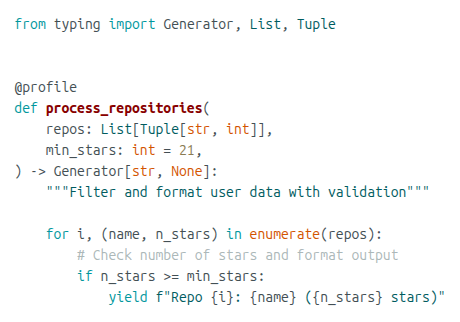 from typing import Generator, List, Tuple
@profile
def process_repositories(
    repos: List[Tuple[str, int]],
    min_stars: int = 21,
) -> Generator[str, None]:
    """Filter and format user data with validation"""
    for i, (name, n_stars) in enumerate(repos):
        # Check number of stars and format output
        if n_stars >= min_stars:
            yield f"Repo {i}: {name} ({n_stars} stars)"